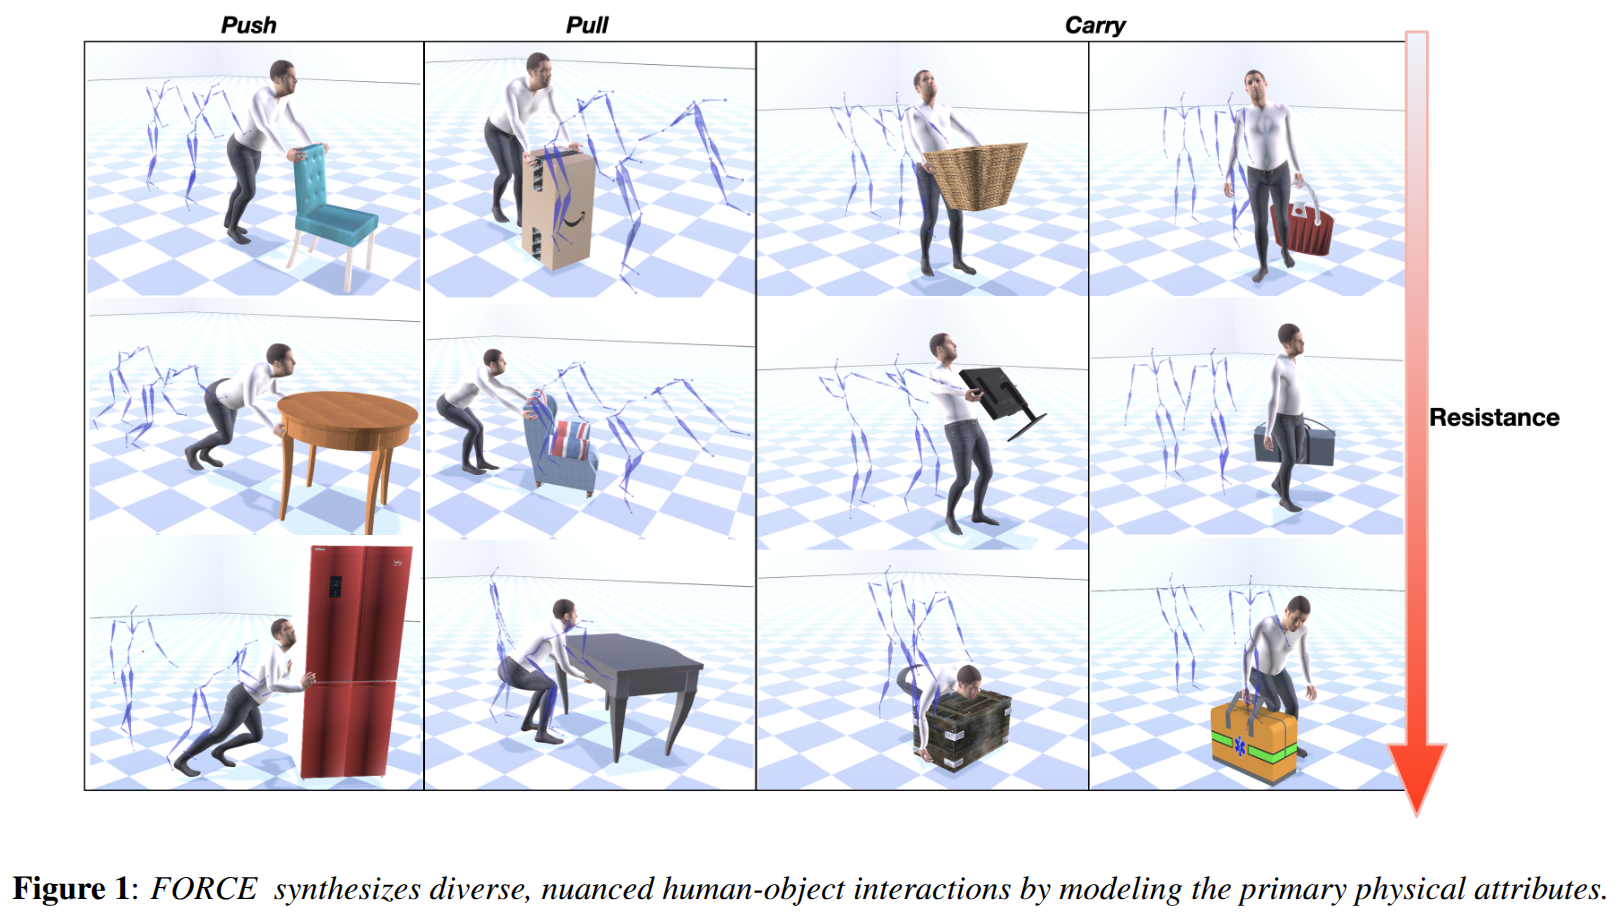 Push Pull Carry
Resistance
Figure 1: FORCE synthesizes diverse, nuanced human-object interactions by modeling the primary physical attributes.